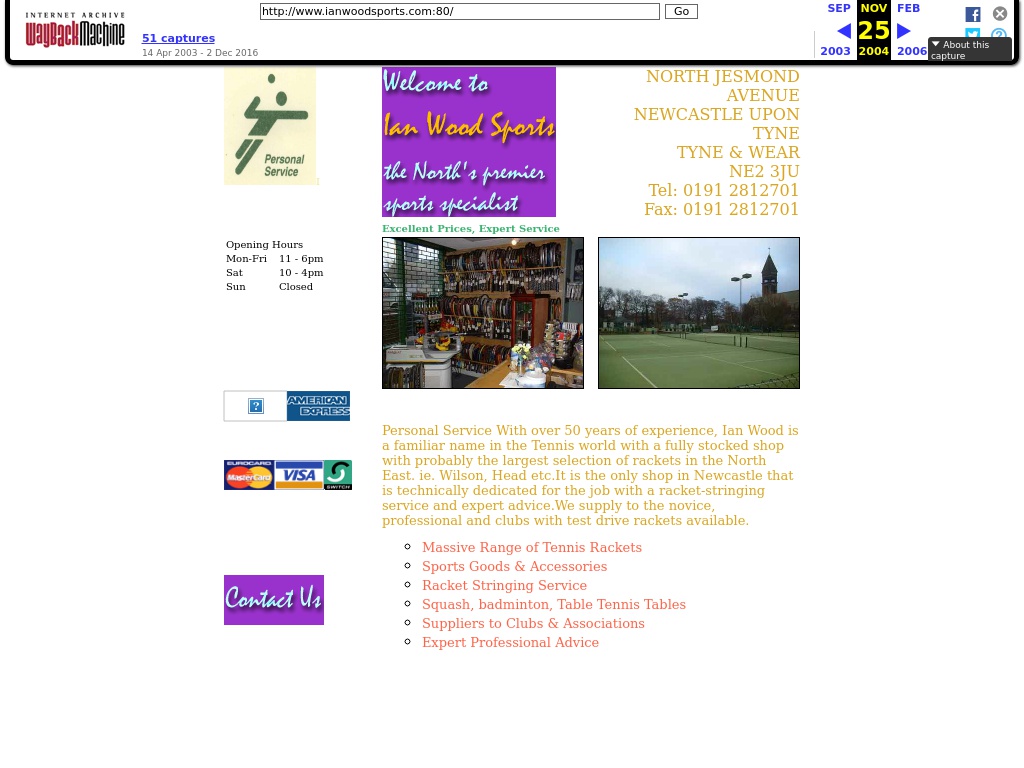 INTERNET ARCHIVE
WayBackMachine
http://www.ianwoodsports.com:80/
Go
51 captures
14 Apr 2003 - 2 Dec 2016
SEP NOV FEB
25
2003 2004 2006
▼ About this capture
Personal
Service
Welcome to
Ian Wood Sports
the North's premier
sports specialist
NORTH JESMOND
AVENUE
NEWCASTLE UPON
TYNE
TYNE & WEAR
NE2 3JU
Tel: 0191 2812701
Fax: 0191 2812701
Excellent Prices, Expert Service
Opening Hours
Mon-Fri 11 - 6pm
Sat 10 - 4pm
Sun Closed
?
AMERICAN
EXPRESS
EUROCARD
MasterCard
VISA
SWITCH
Contact Us
Personal Service With over 50 years of experience, Ian Wood is
a familiar name in the Tennis world with a fully stocked shop
with probably the largest selection of rackets in the North
East. ie. Wilson, Head etc.It is the only shop in Newcastle that
is technically dedicated for the job with a racket-stringing
service and expert advice.We supply to the novice,
professional and clubs with test drive rackets available.
Massive Range of Tennis Rackets
Sports Goods & Accessories
Racket Stringing Service
Squash, badminton, Table Tennis Tables
Suppliers to Clubs & Associations
Expert Professional Advice